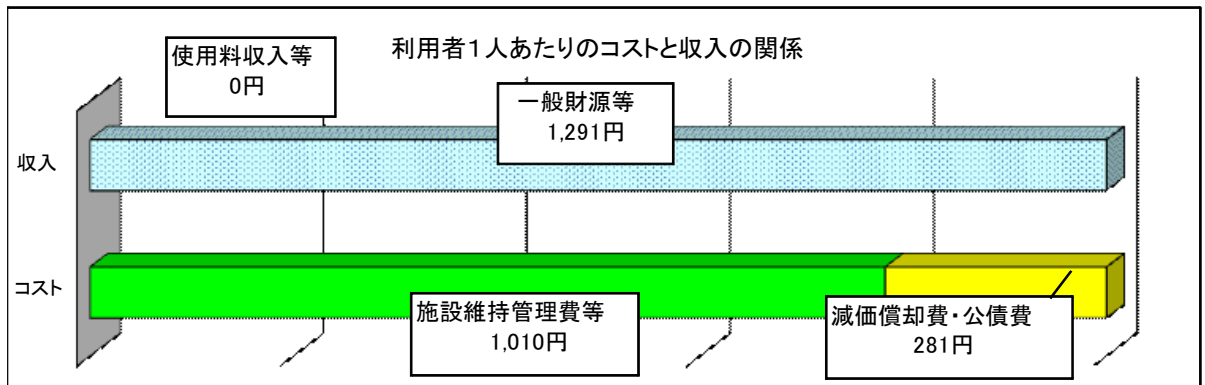 利用者1人あたりのコストと収入の関係
使用料収入等
0円
一般財源等
1,291円
収入
コスト
施設維持管理費等
1,010円
減価償却費・公債費
281円